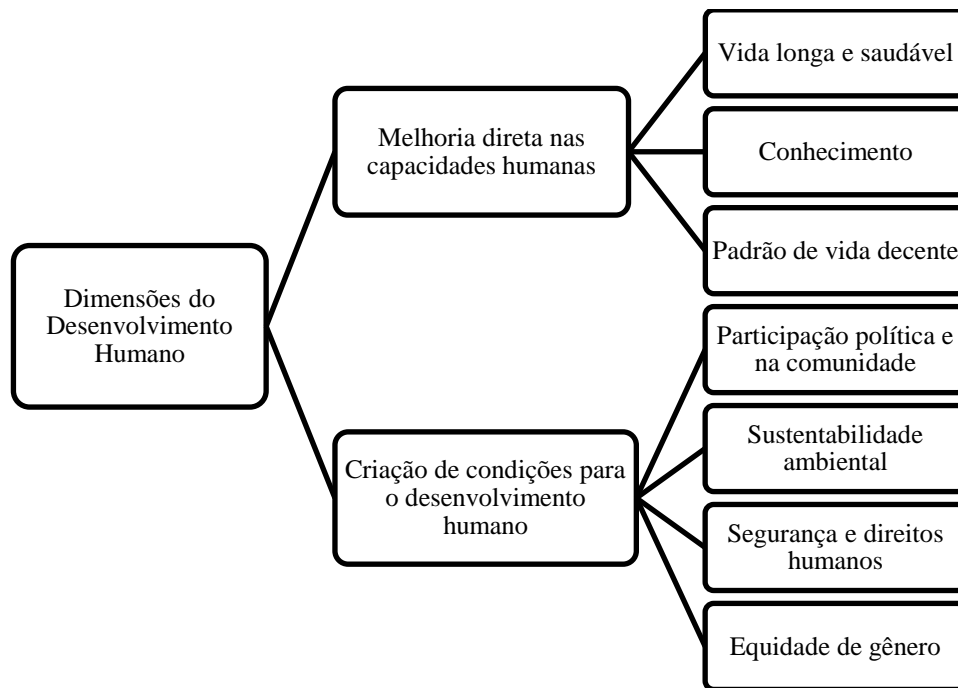 Dimensões do
Desenvolvimento
Humano
Melhoria direta nas
capacidades humanas
Vida longa e saudável
Conhecimento
Padrão de vida decente
Criação de condições para
o desenvolvimento
humano
Participação política e
na comunidade
Sustentabilidade
ambiental
Segurança e direitos
humanos
Equidade de gênero